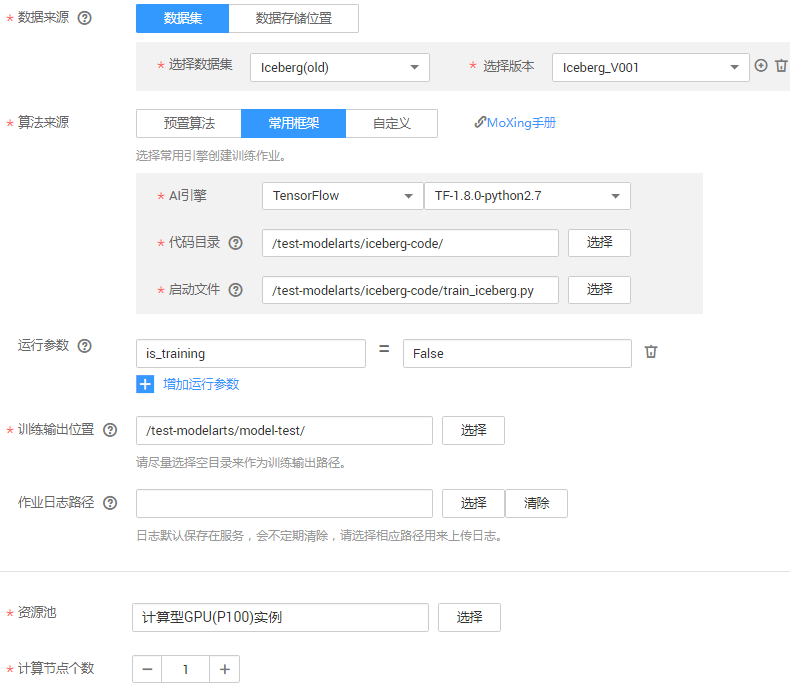 * 数据来源 ? 数据集 数据存储位置
* 选择数据集 Iceberg(old) * 选择版本 Iceberg_V001
* 算法来源 预置算法 常用框架 自定义 MoXing手册
选择常用引擎创建训练作业。
* AI引擎 TensorFlow TF-1.8.0-python2.7
* 代码目录 ? /test-modelarts/iceberg-code/ 选择
* 启动文件 ? /test-modelarts/iceberg-code/train_iceberg.py 选择
运行参数 ? is_training = False
+ 增加运行参数
* 训练输出位置 ? /test-modelarts/model-test/ 选择
请尽量选择空目录来作为训练输出路径。
作业日志路径 ? 选择 清除
日志默认保存在服务，会不定期清除，请选择相应路径用来上传日志。
* 资源池 计算型GPU(P100)实例 选择
* 计算节点个数 − 1 +